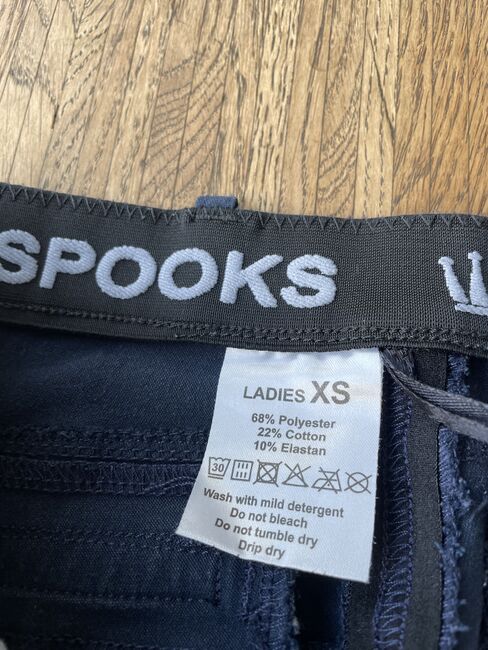 SPOOKS
LADIES XS
68% Polyester
22% Cotton
10% Elastan
30
Wash with mild detergent
Do not bleach
Do not tumble dry
Drip dry